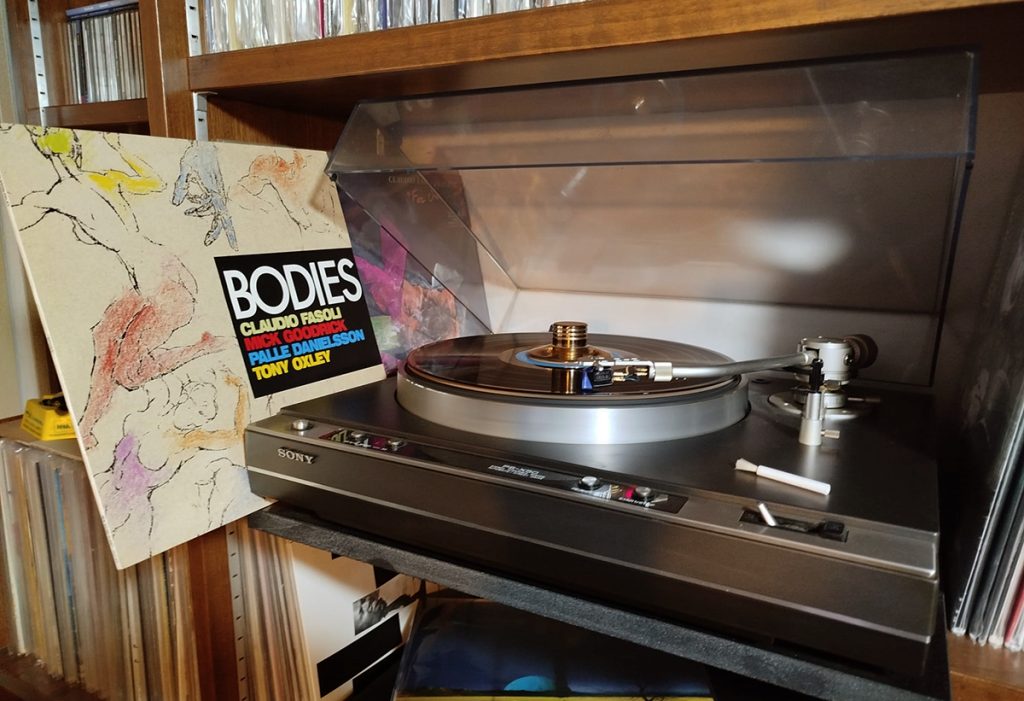 BODIES
CLAUDIO FASOLI
MICK GOODRICK
PALLE DANIELSSON
TONY OXLEY
SONY